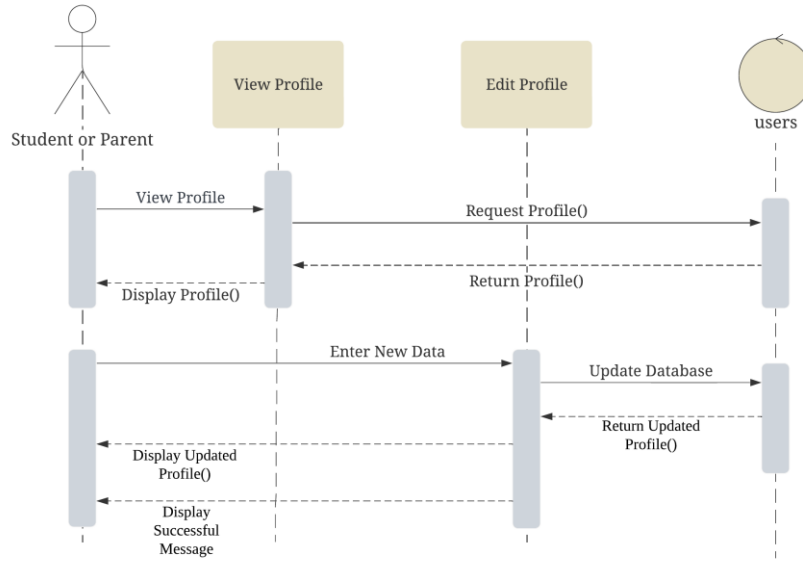 View Profile
Edit Profile
users
Student or Parent
View Profile
Request Profile()
Return Profile()
Display Profile()
Enter New Data
Update Database
Return Updated
Profile()
Display Updated
Profile()
Display
Successful
Message